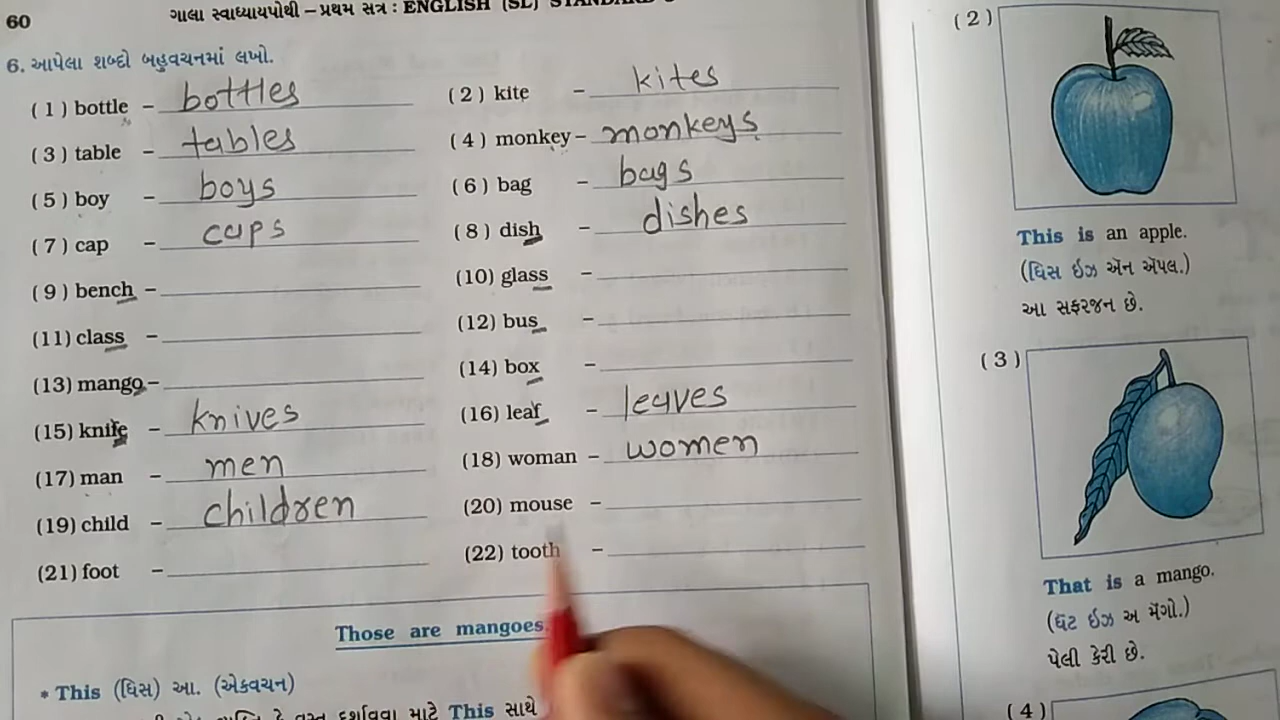 60 ગાલા સ્વાધ્યાયપોથી – પ્રથમ સત્ર : ENGLISH (SL) STANDARD
6. આપેલા શબ્દો બહુવચનમાં લખો.
(1) bottle – bottles (2) kite – kites
(3) table – tables (4) monkey – monkeys
(5) boy – boys (6) bag – bags
(7) cap – caps (8) dish – dishes
(9) bench – (10) glass –
(11) class – (12) bus –
(13) mango – (14) box –
(15) knife – knives (16) leaf – leaves
(17) man – men (18) woman – women
(19) child – children (20) mouse –
(21) foot – (22) tooth –
Those are mangoes.
* This (ધિસ) આ. (એકવચન)
દર્શાવવા માટે This સાથે
(2)
This is an apple.
(ધિસ ઇઝ ઍન ઍપલ.)
આ સફરજન છે.
(3)
That is a mango.
(ધૅટ ઇઝ અ મૅંગો.)
પેલી કેરી છે.
(4)